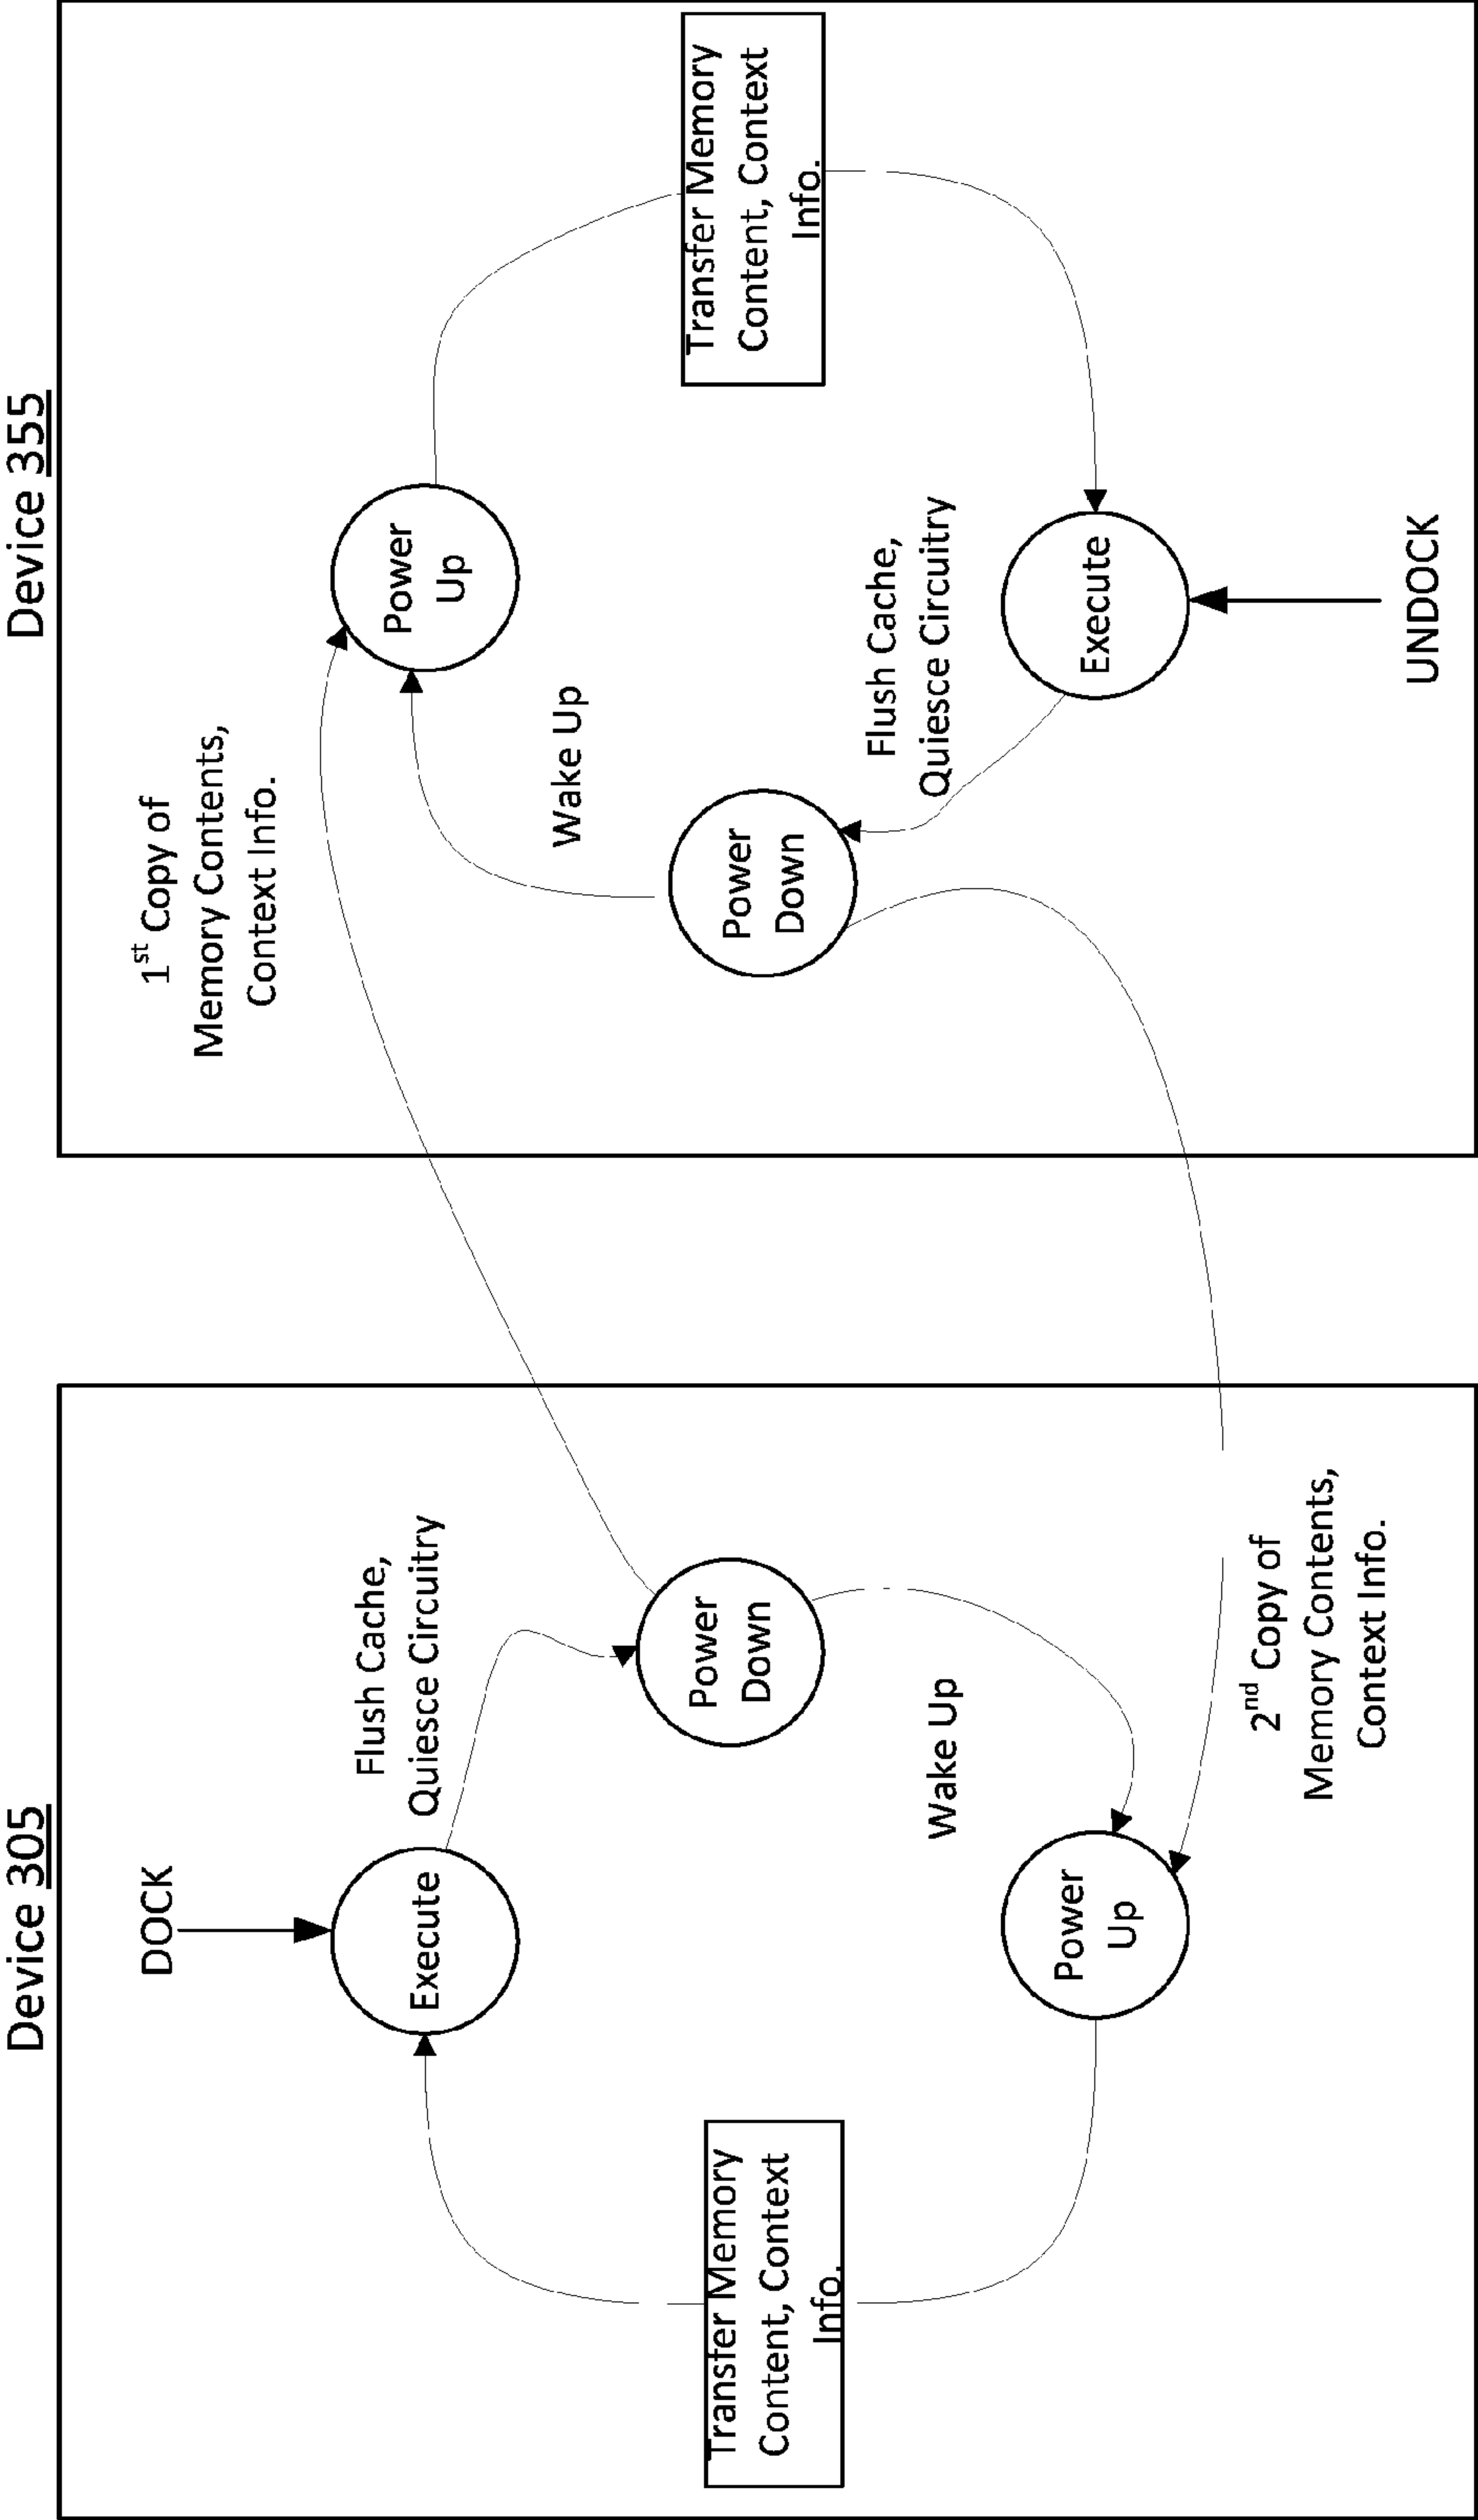 Device 305
DOCK
Execute
Flush Cache,
Quiesce Circuitry
Power
Down
Transfer Memory
Content, Context
Info.
Wake Up
Power
Up
2nd Copy of
Memory Contents,
Context Info.
Device 355
1st Copy of
Memory Contents,
Context Info.
Power
Up
Wake Up
Transfer Memory
Content, Context
Info.
Power
Down
Flush Cache,
Quiesce Circuitry
Execute
UNDOCK